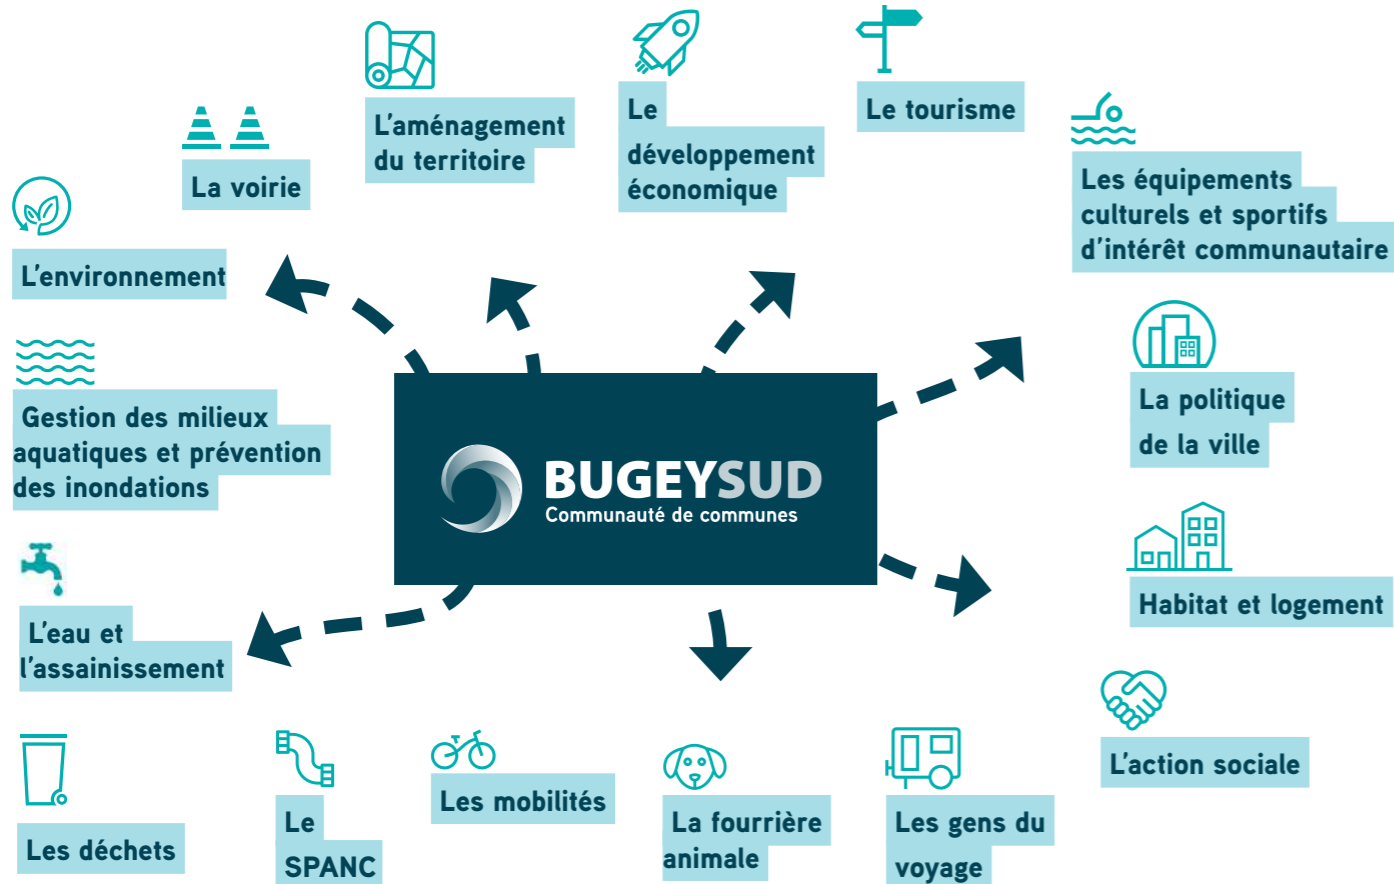 L'aménagement
du territoire
Le
développement
économique
Le tourisme
La voirie
Les équipements
culturels et sportifs
d'intérêt communautaire
L'environnement
Gestion des milieux
aquatiques et prévention
des inondations
La politique
de la ville
BUGEYSUD
Communauté de communes
Habitat et logement
L'eau et
l'assainissement
L'action sociale
Les déchets
Le
SPANC
Les mobilités
La fourrière
animale
Les gens du
voyage